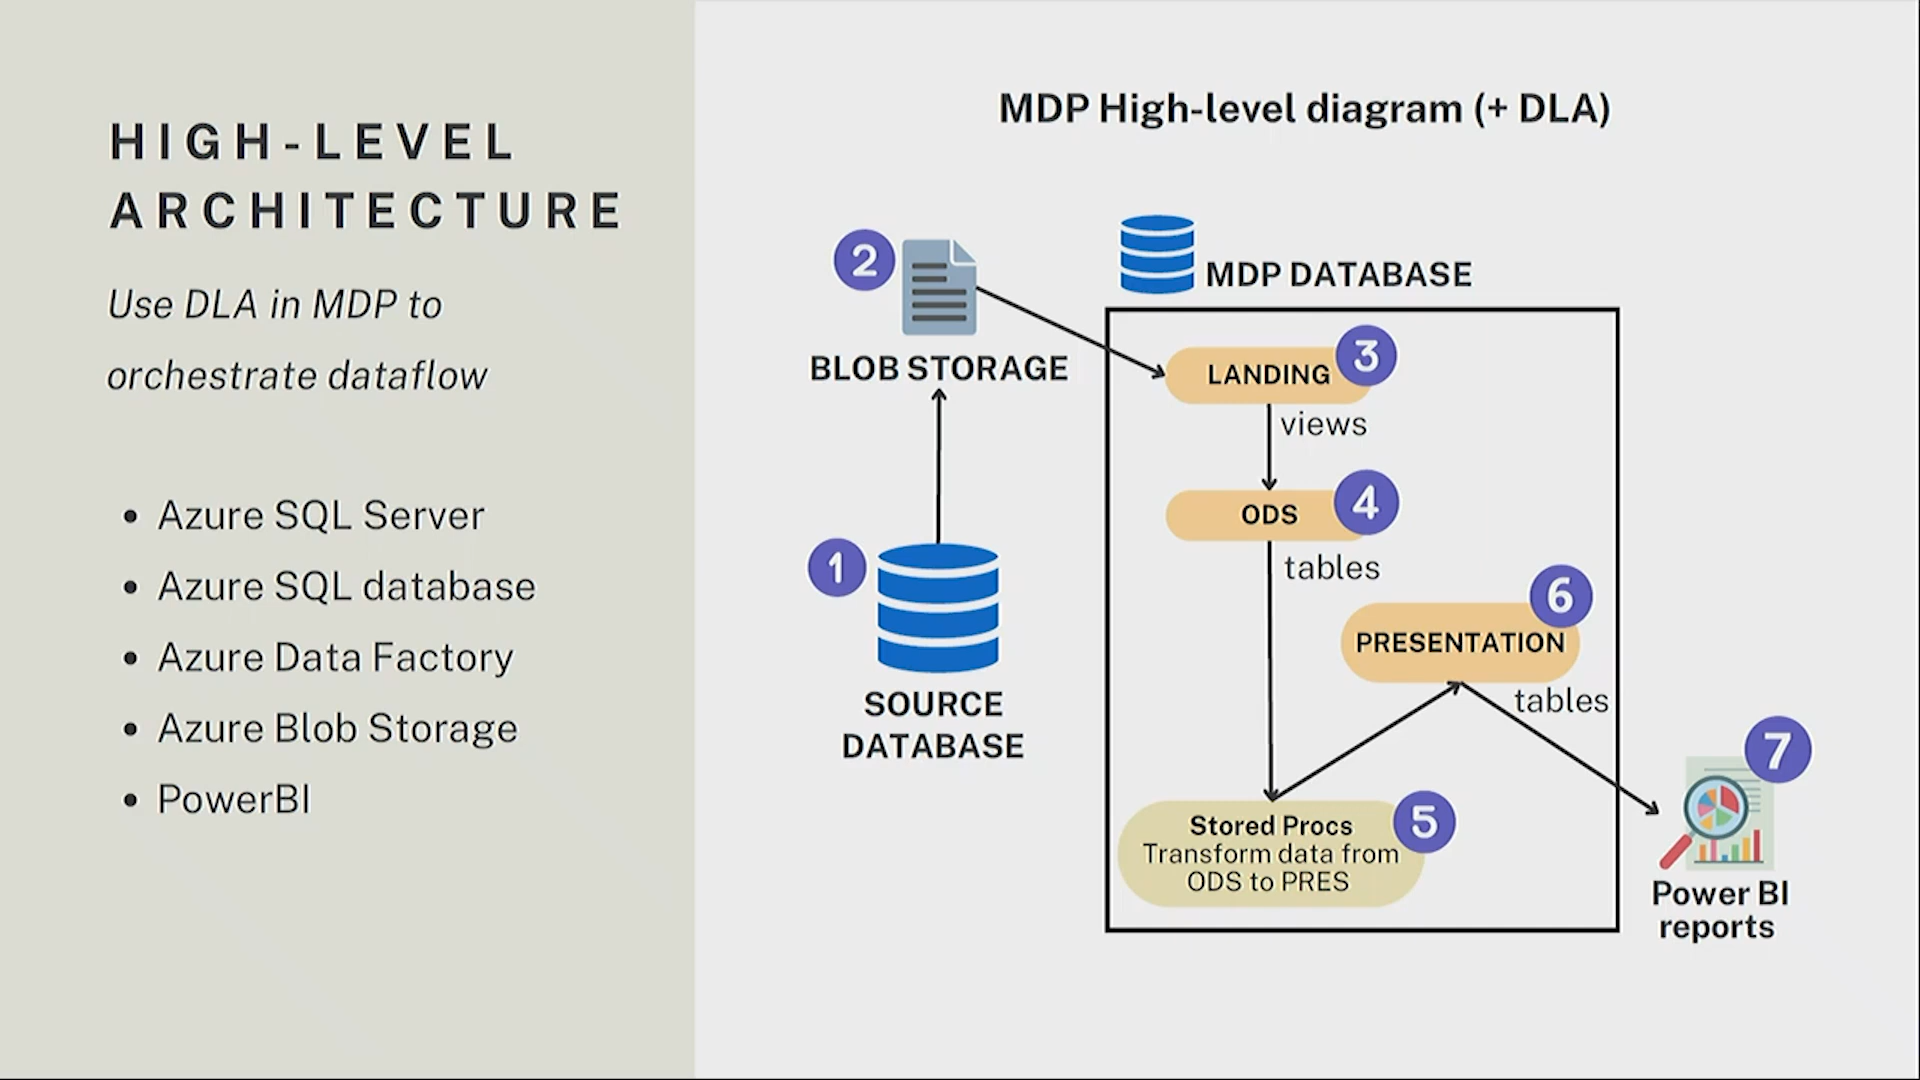 HIGH-LEVEL
ARCHITECTURE
Use DLA in MDP to
orchestrate dataflow
• Azure SQL Server
• Azure SQL database
• Azure Data Factory
• Azure Blob Storage
• PowerBI
MDP High-level diagram (+ DLA)
2
BLOB STORAGE
1
SOURCE
DATABASE
MDP DATABASE
LANDING
3
views
ODS
4
tables
PRESENTATION
6
tables
Stored Procs
Transform data from
ODS to PRES
5
7
Power BI
reports